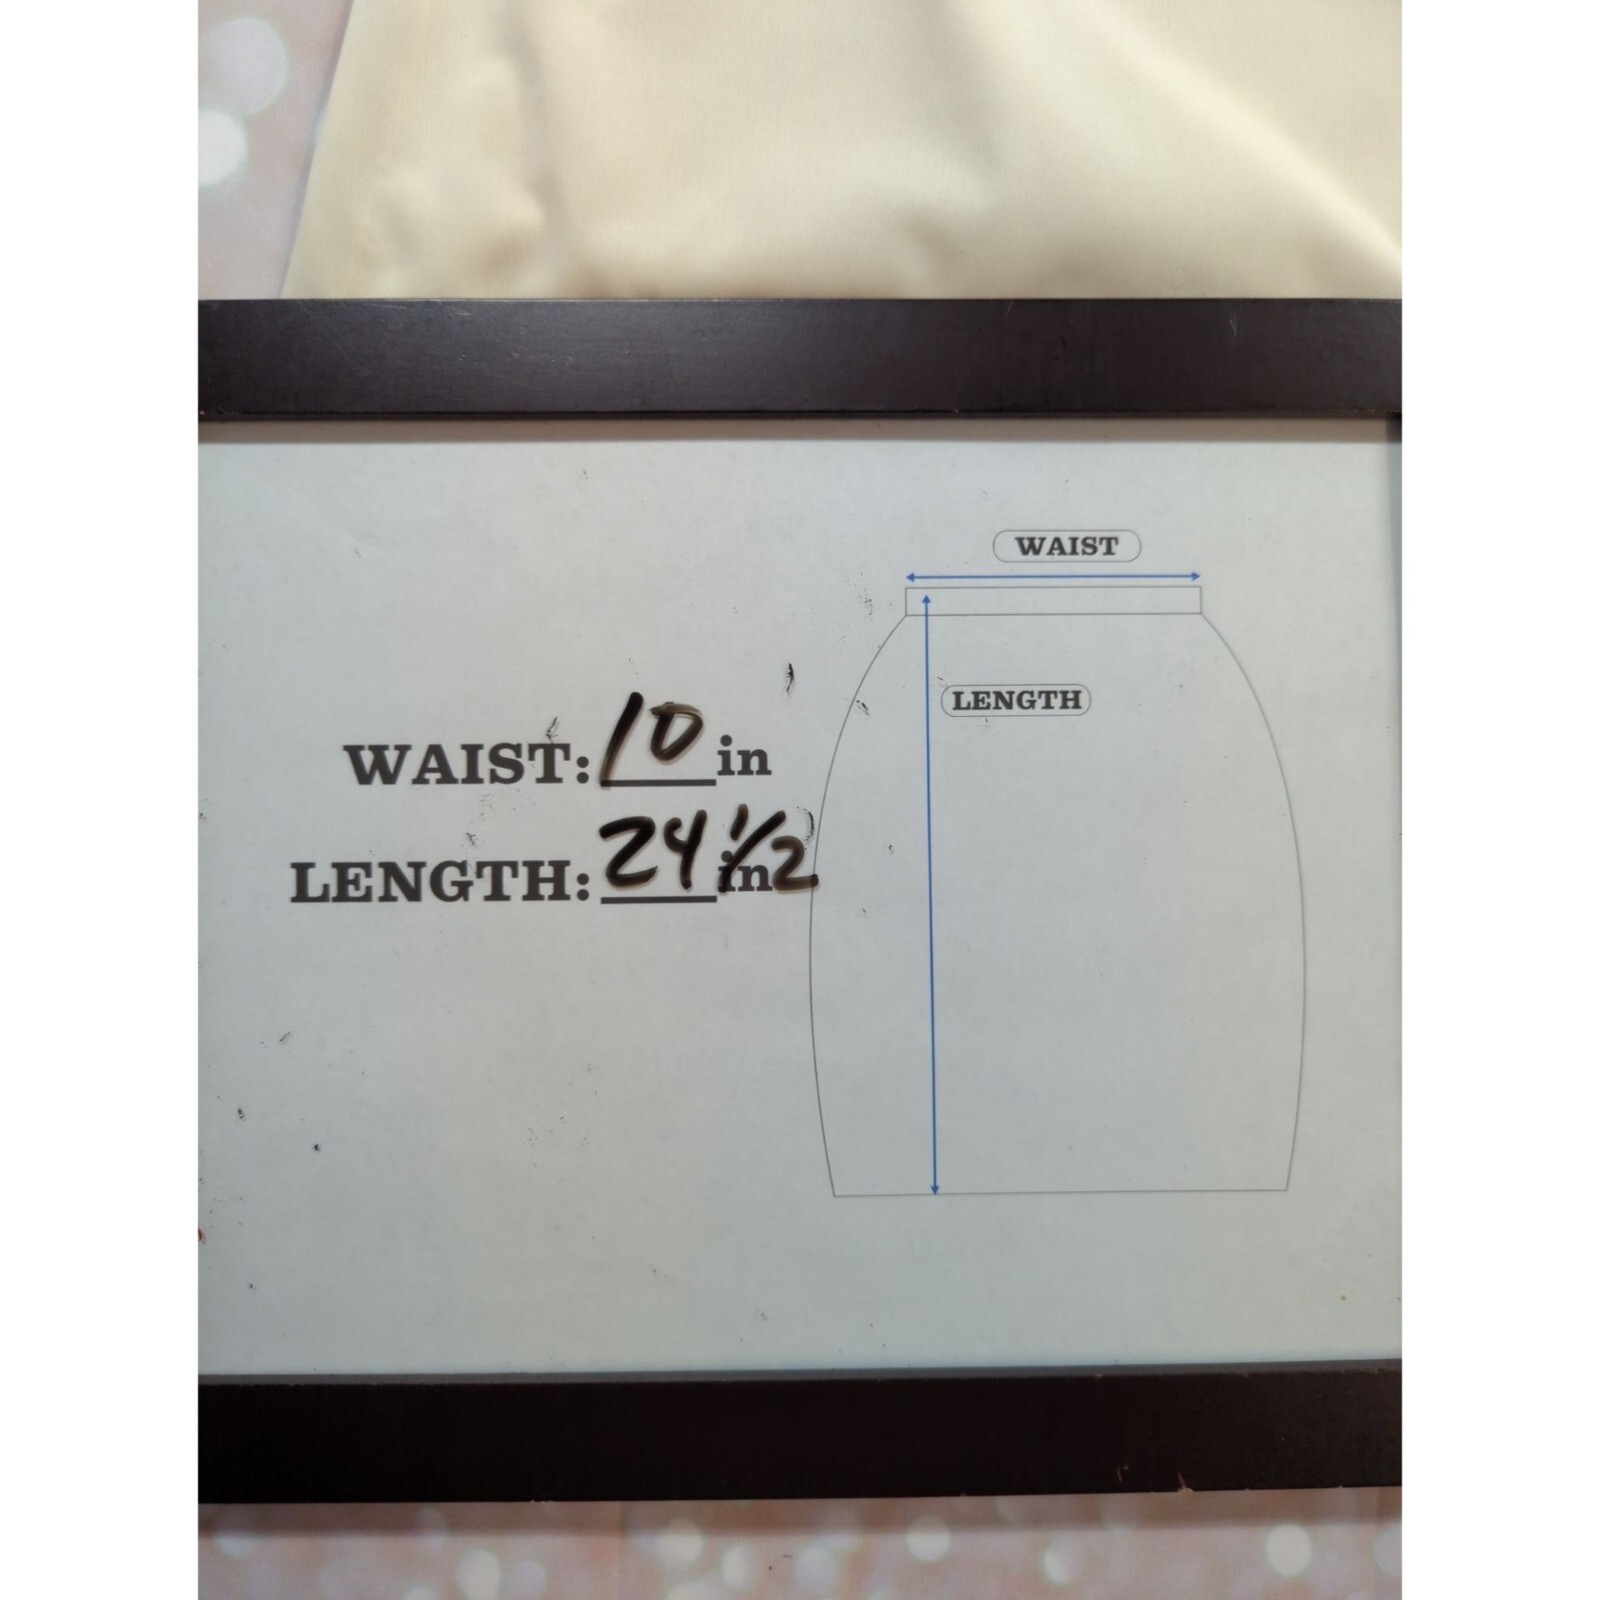 WAIST
LENGTH
WAIST: 10 in
LENGTH: 24 1/2 in